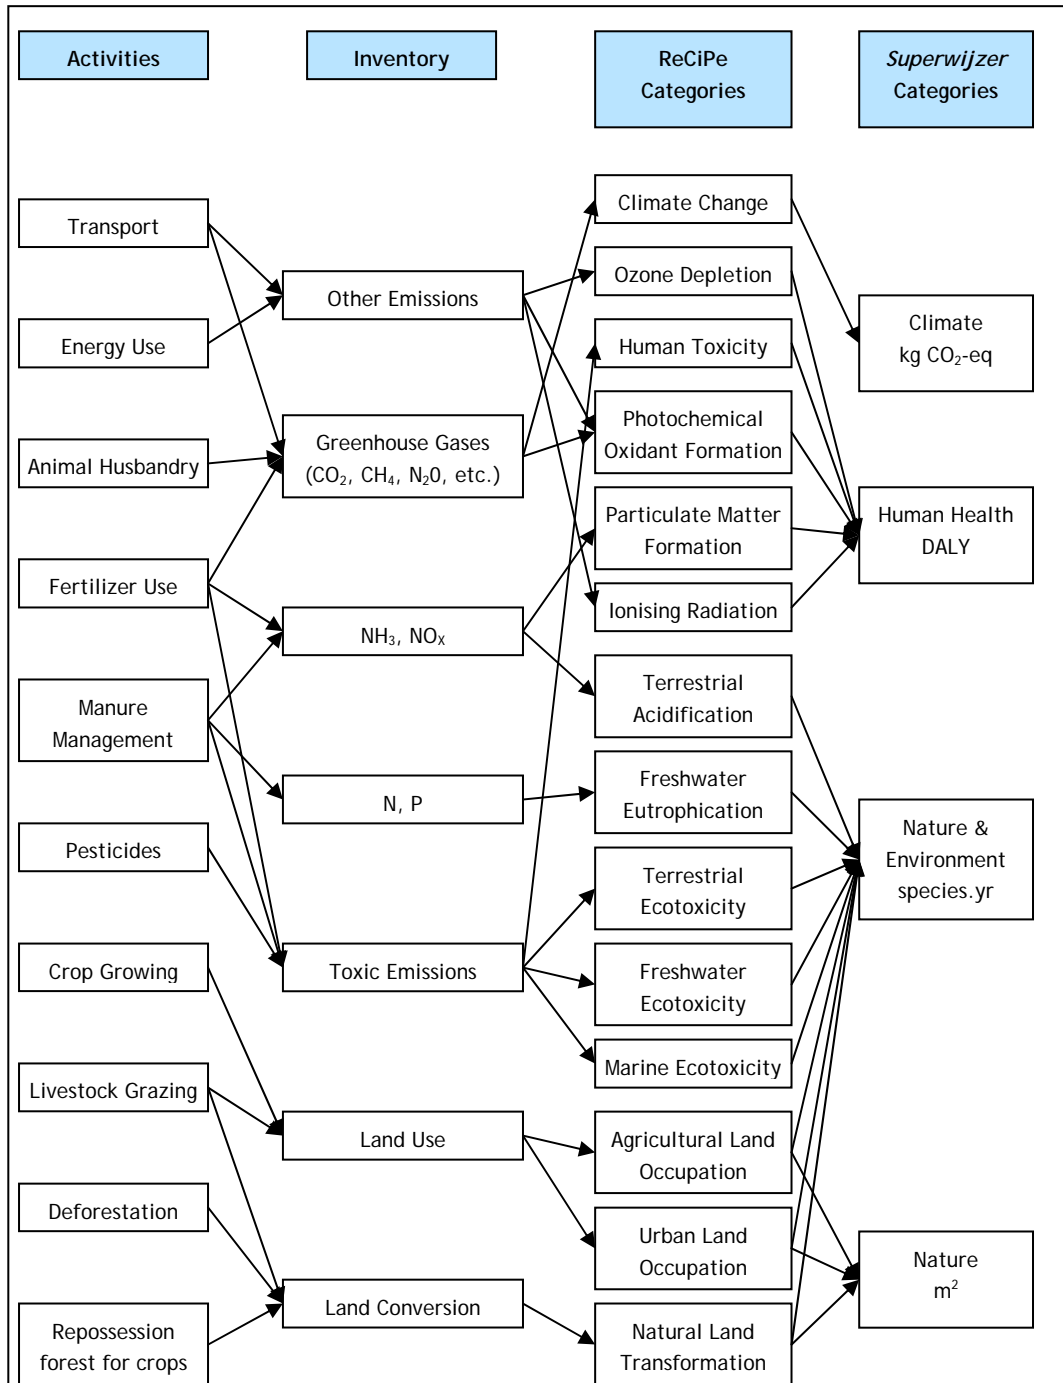 Activities
Inventory
ReCiPe
Categories
Superwijzer
Categories
Transport
Energy Use
Animal Husbandry
Fertilizer Use
Manure
Management
Pesticides
Crop Growing
Livestock Grazing
Deforestation
Repossession
forest for crops
Other Emissions
Greenhouse Gases
(CO₂, CH₄, N₂0, etc.)
NH₃, NOₓ
N, P
Toxic Emissions
Land Use
Land Conversion
Climate Change
Ozone Depletion
Human Toxicity
Photochemical
Oxidant Formation
Particulate Matter
Formation
Ionising Radiation
Terrestrial
Acidification
Freshwater
Eutrophication
Terrestrial
Ecotoxicity
Freshwater
Ecotoxicity
Marine Ecotoxicity
Agricultural Land
Occupation
Urban Land
Occupation
Natural Land
Transformation
Climate
kg CO₂-eq
Human Health
DALY
Nature &
Environment
species.yr
Nature
m²